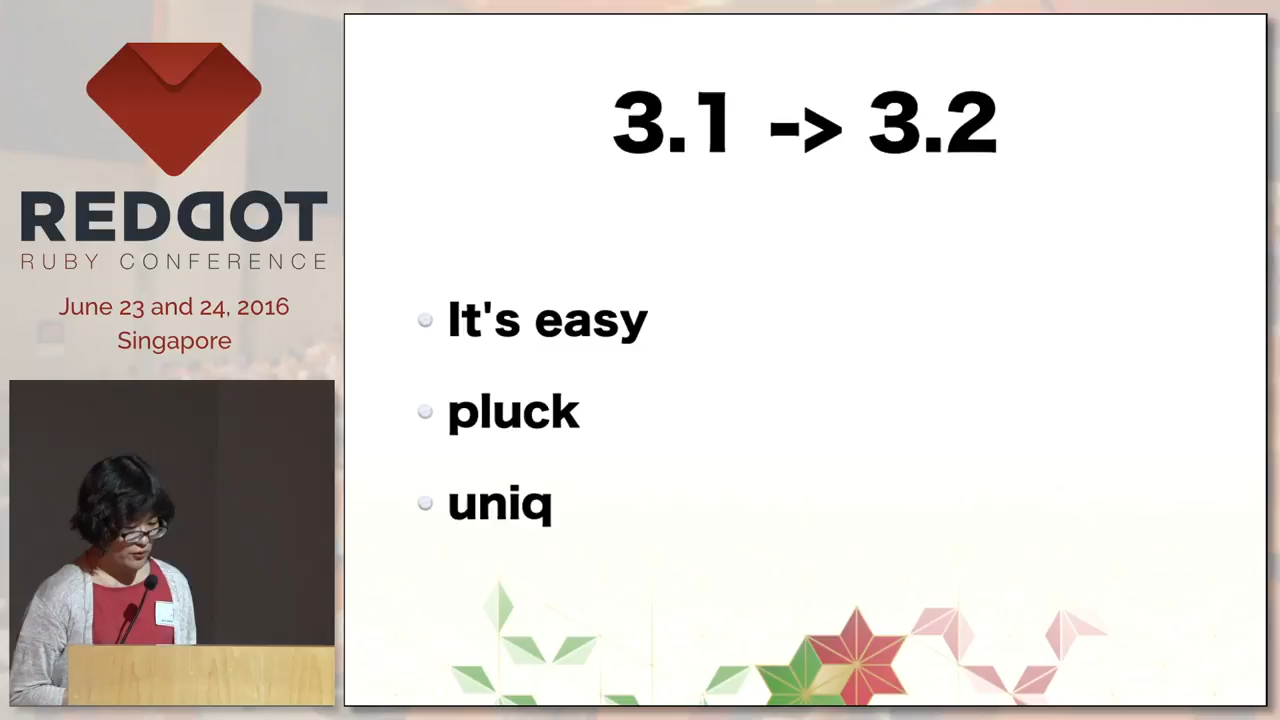 REDDOT
RUBY CONFERENCE
June 23 and 24, 2016
Singapore
3.1 -> 3.2
It's easy
pluck
uniq